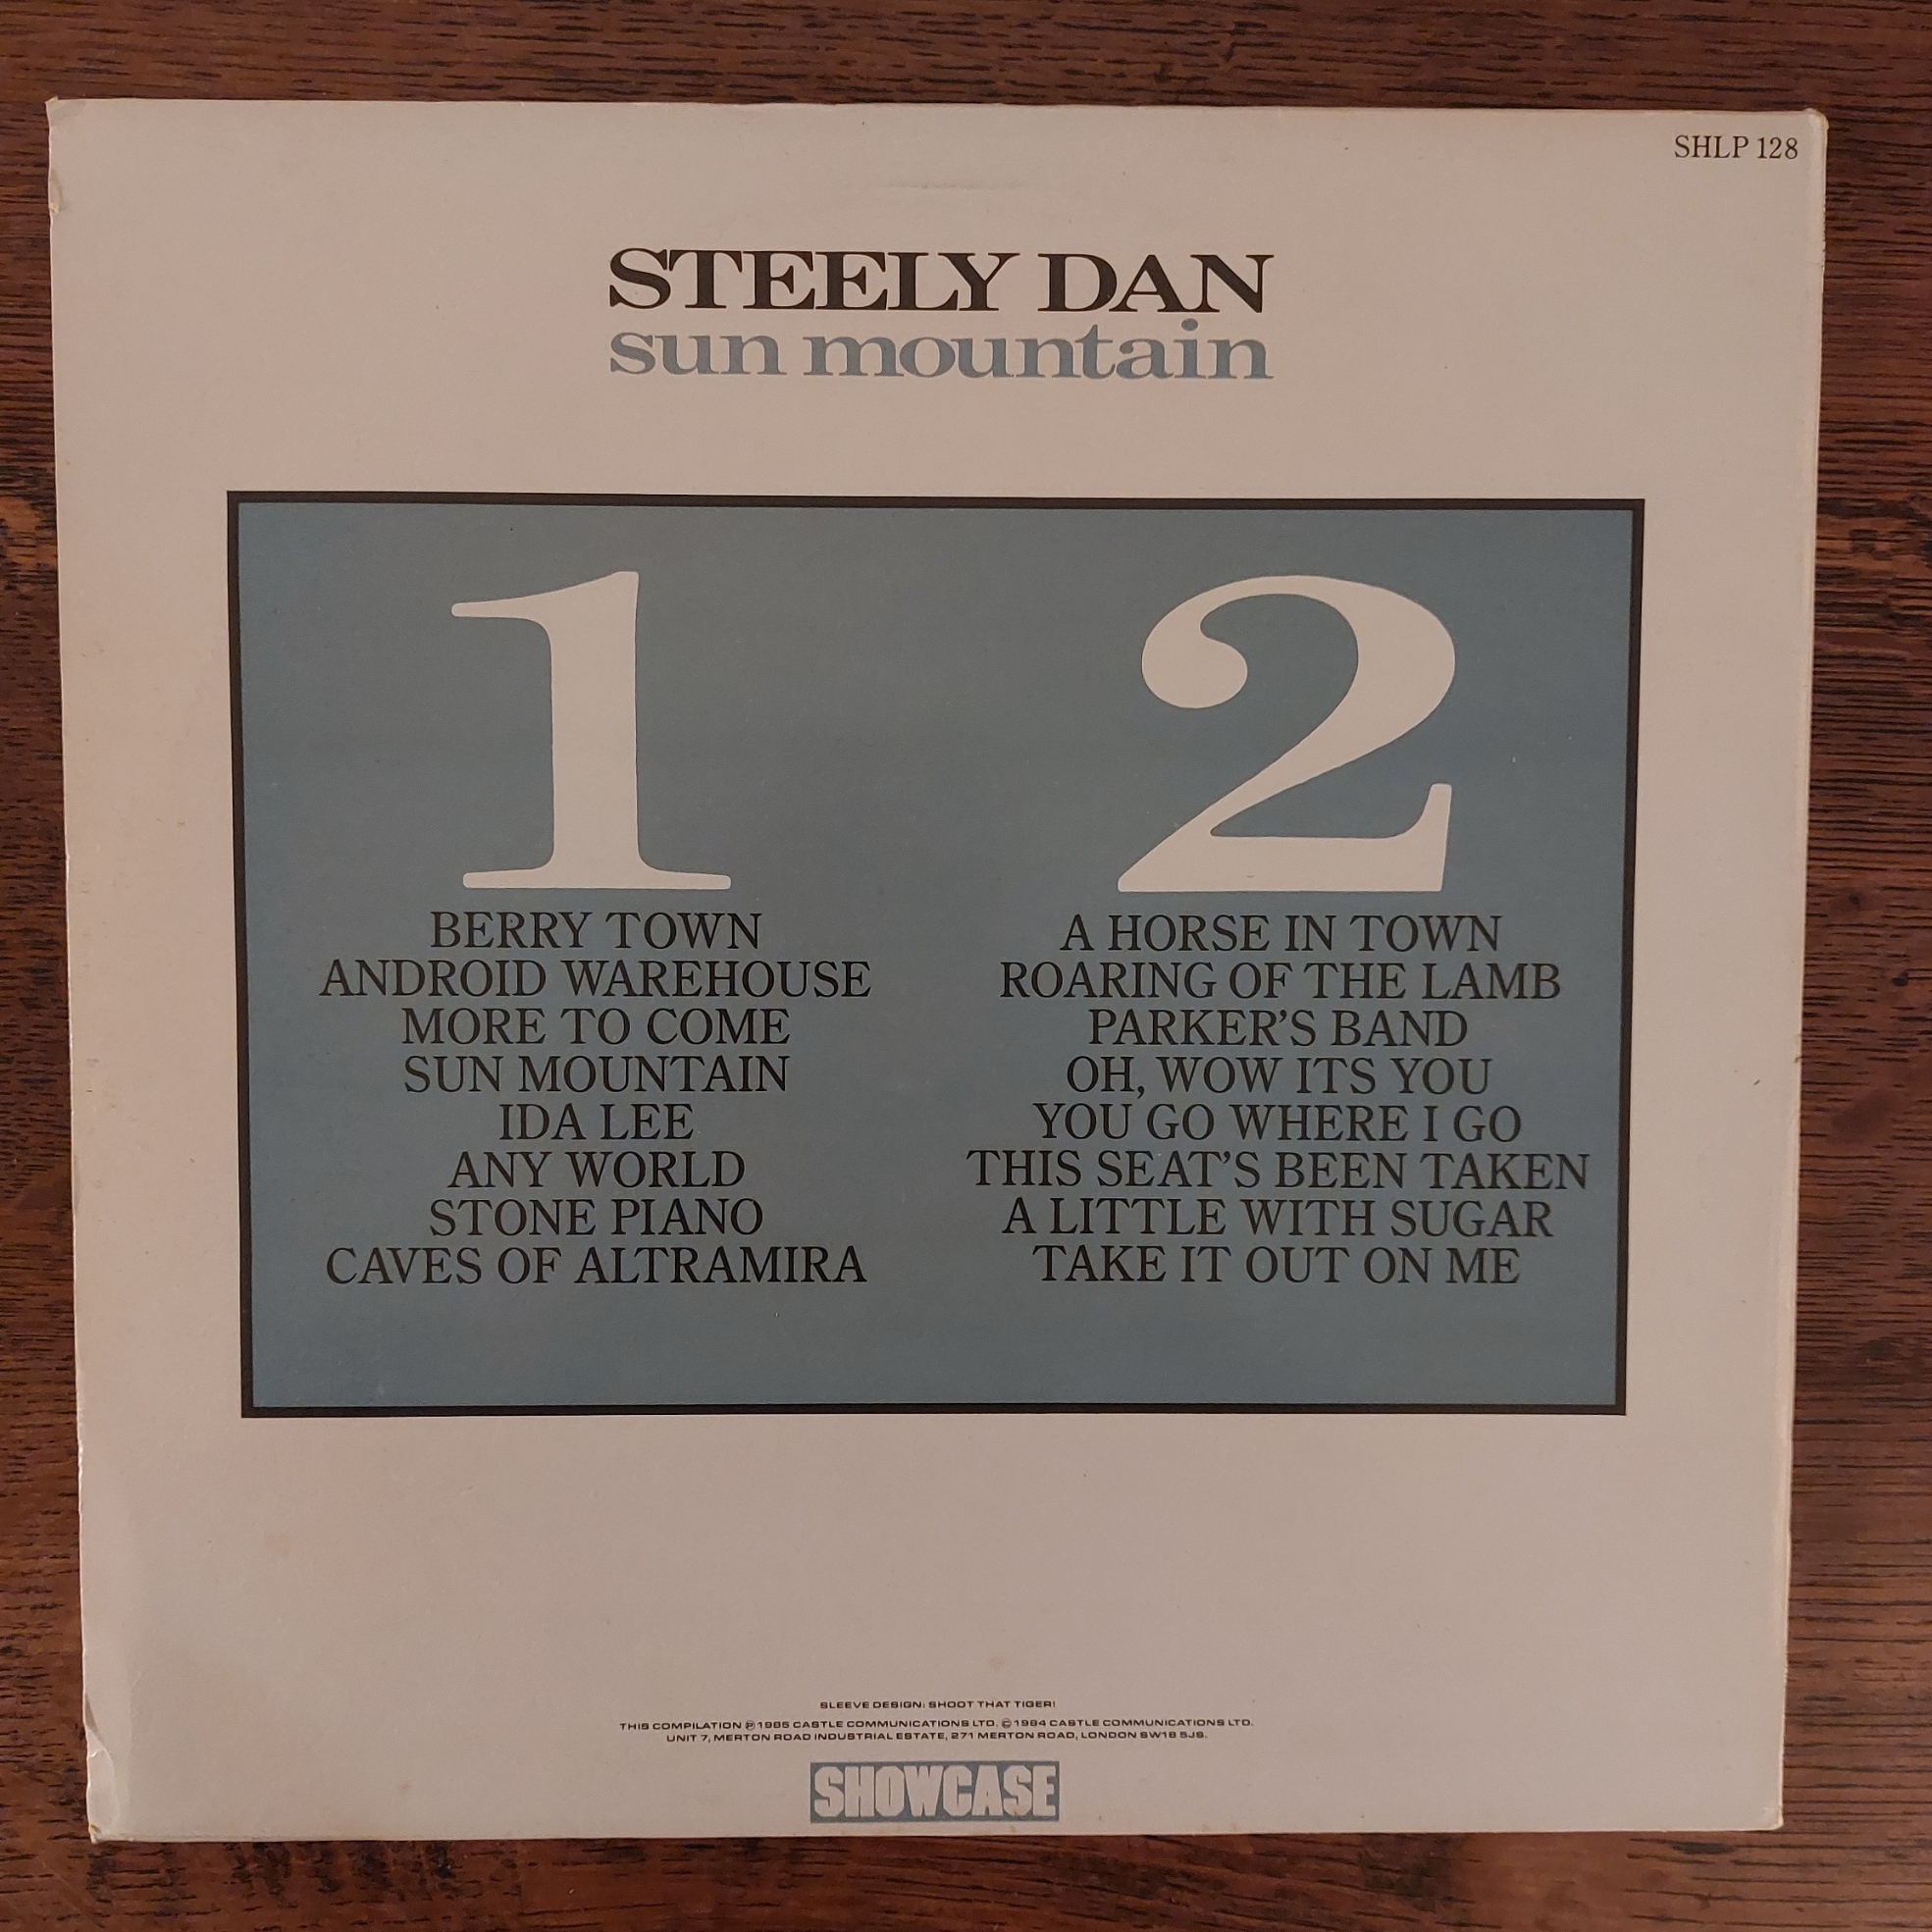 SHLP 128
STEELY DAN
sun mountain
1
BERRY TOWN
ANDROID WAREHOUSE
MORE TO COME
SUN MOUNTAIN
IDA LEE
ANY WORLD
STONE PIANO
CAVES OF ALTRAMIRA
2
A HORSE IN TOWN
ROARING OF THE LAMB
PARKER'S BAND
OH, WOW ITS YOU
YOU GO WHERE I GO
THIS SEAT'S BEEN TAKEN
A LITTLE WITH SUGAR
TAKE IT OUT ON ME
SLEEVE DESIGN: SHOOT THAT TIGER!
THIS COMPILATION ℗ 1985 CASTLE COMMUNICATIONS LTD. © 1984 CASTLE COMMUNICATIONS LTD.
UNIT 7, MERTON ROAD INDUSTRIAL ESTATE, 271 MERTON ROAD, LONDON SW18 5JS.
SHOWCASE